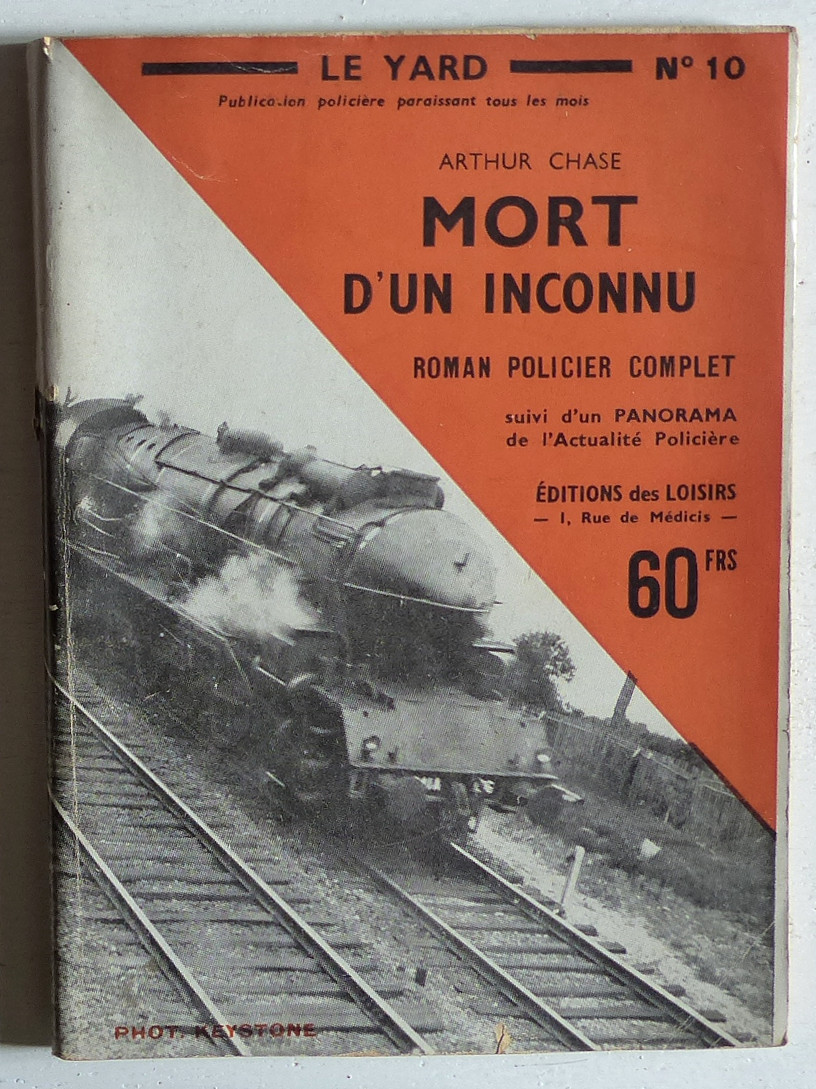 LE YARD N° 10
Publication policière paraissant tous les mois
ARTHUR CHASE
MORT
D'UN INCONNU
ROMAN POLICIER COMPLET
suivi d'un PANORAMA
de l'Actualité Policière
ÉDITIONS des LOISIRS
— 1, Rue de Médicis —
60 FRS
PHOT. KEYSTONE